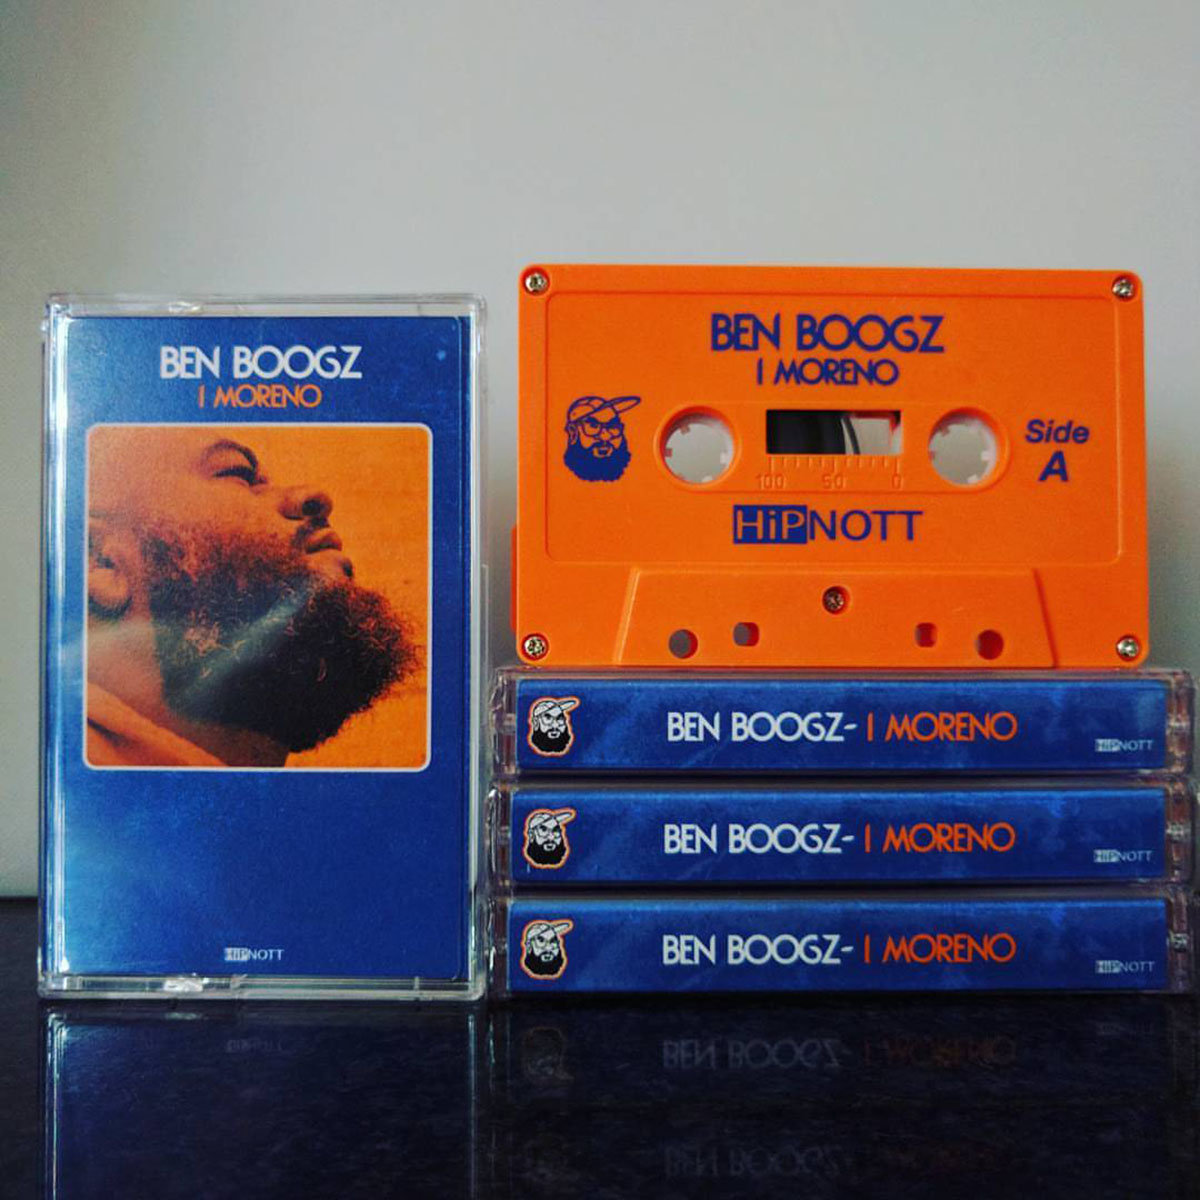 BEN BOOGZ
I MORENO
HiPNOTT
BEN BOOGZ
I MORENO
Side
A
100 50 0
HiPNOTT
BEN BOOGZ- I MORENO
HiPNOTT
BEN BOOGZ- I MORENO
HiPNOTT
BEN BOOGZ- I MORENO
HiPNOTT